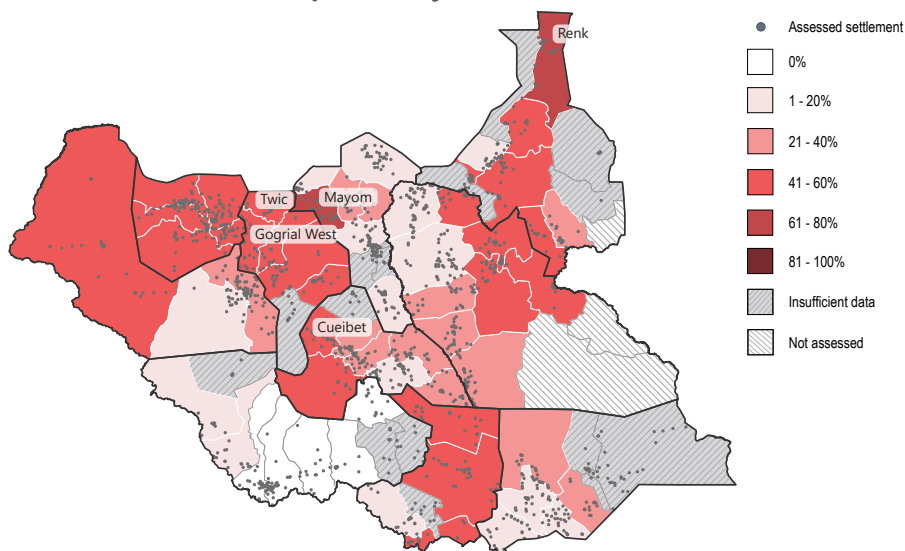 Renk
Twic
Mayom
Gogrial West
Cueibet
Assessed settlement
0%
1 - 20%
21 - 40%
41 - 60%
61 - 80%
81 - 100%
Insufficient data
Not assessed